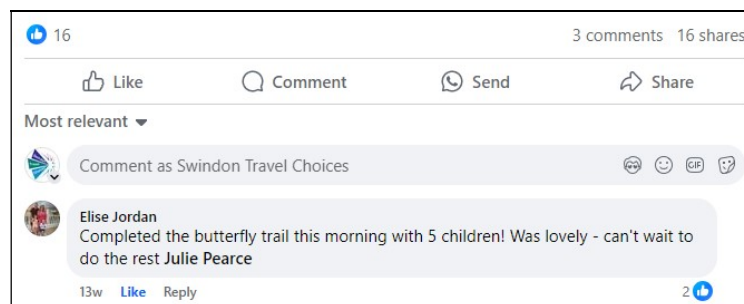 16
3 comments 16 shares
Like Comment Send Share
Most relevant
Comment as Swindon Travel Choices
GIF
Elise Jordan
Completed the butterfly trail this morning with 5 children! Was lovely - can't wait to
do the rest Julie Pearce
13w Like Reply
2